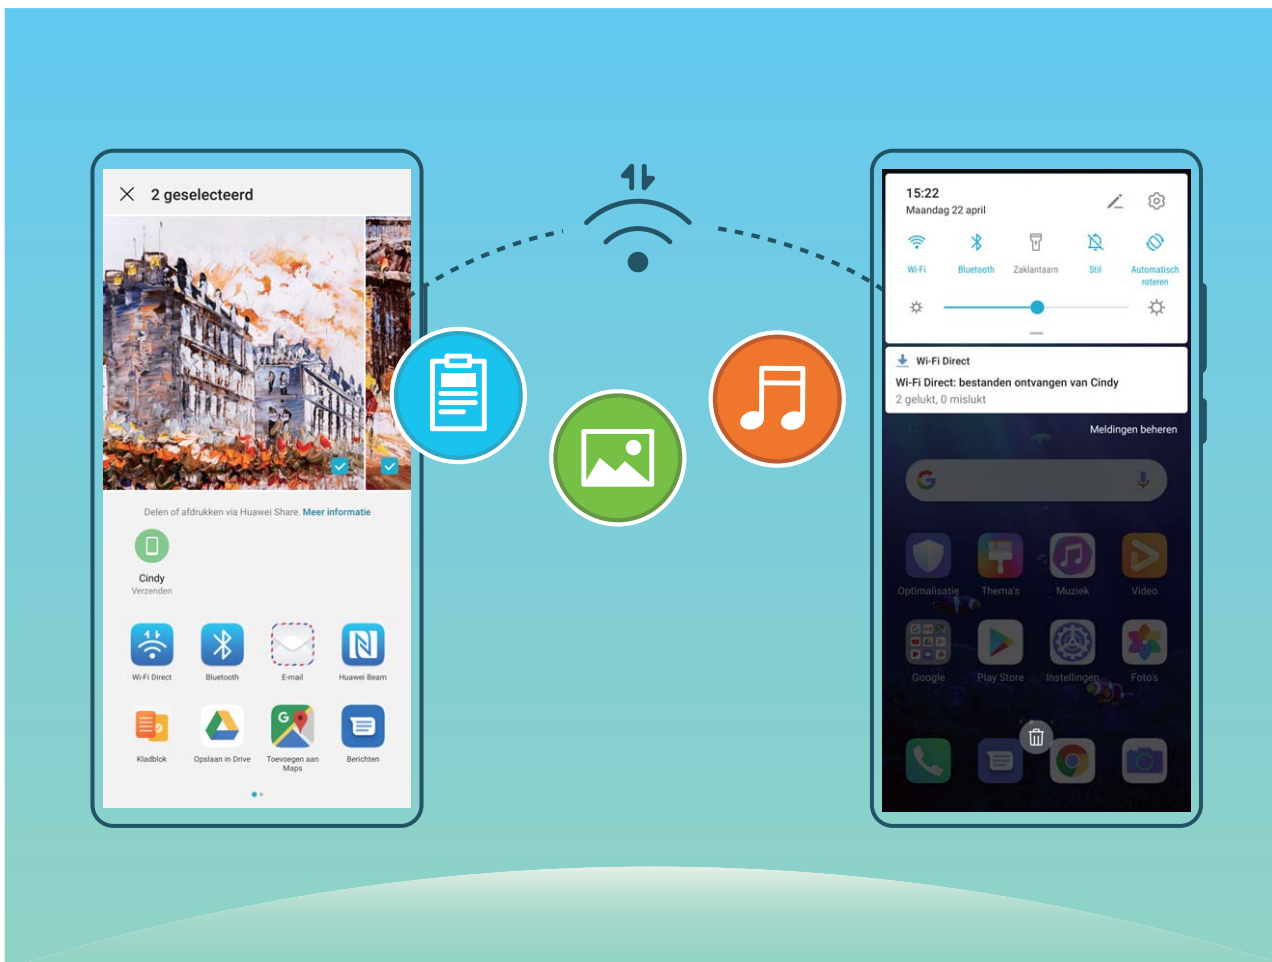 2 geselecteerd
Delen of afdrukken via Huawei Share. Meer informatie
Cindy
Verzenden
Wi-Fi Direct
Bluetooth
E-mail
Huawei Beam
Kladblok
Opslaan in Drive
Toevoegen aan
Maps
Berichten
15:22
Maandag 22 april
Wi-Fi
Bluetooth
Zaklantaarn
Stil
Automatisch
roteren
Wi-Fi Direct
Wi-Fi Direct: bestanden ontvangen van Cindy
2 gelukt, 0 mislukt
Meldingen beheren
Optimalisatie
Thema's
Muziek
Video
Google
Play Store
Instellingen
Foto's